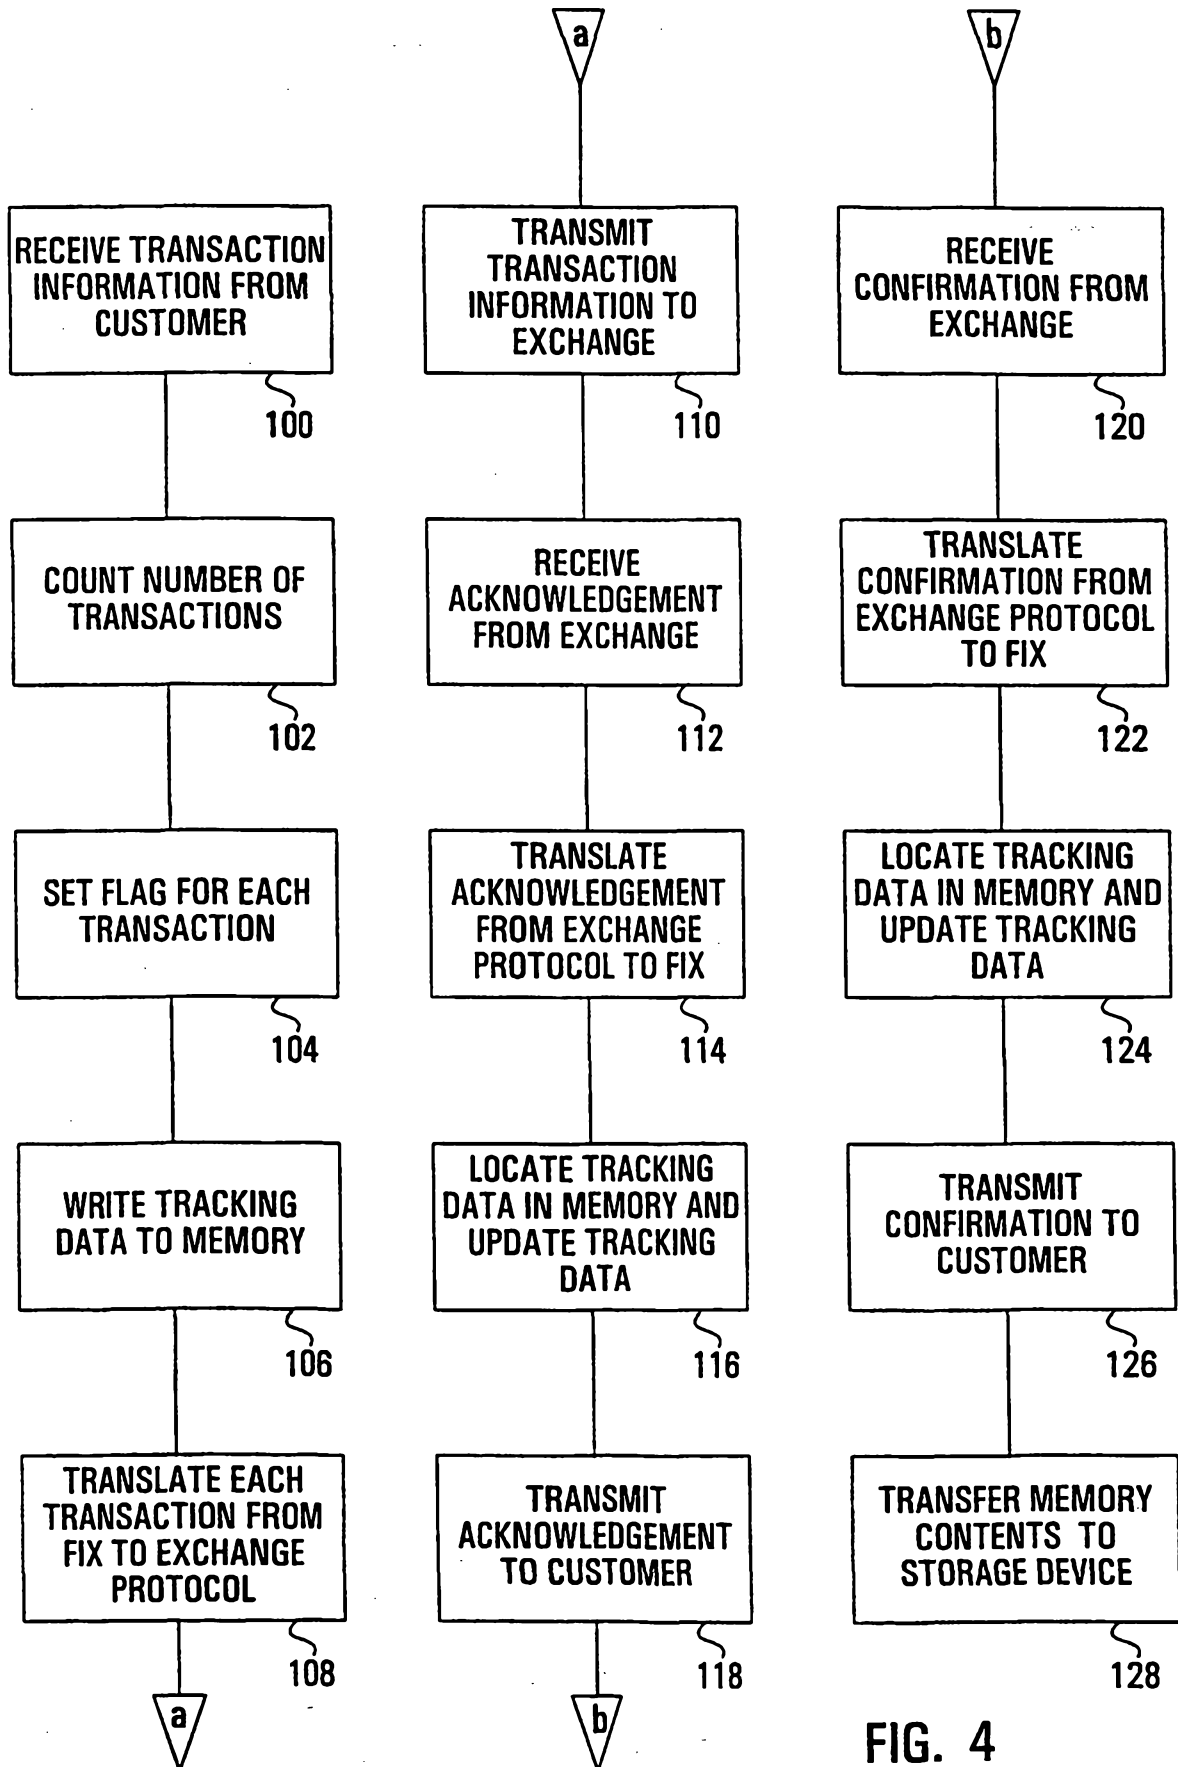 RECEIVE TRANSACTION
INFORMATION FROM
CUSTOMER
100
COUNT NUMBER OF
TRANSACTIONS
102
SET FLAG FOR EACH
TRANSACTION
104
WRITE TRACKING
DATA TO MEMORY
106
TRANSLATE EACH
TRANSACTION FROM
FIX TO EXCHANGE
PROTOCOL
108
a
a
TRANSMIT
TRANSACTION
INFORMATION TO
EXCHANGE
110
RECEIVE
ACKNOWLEDGEMENT
FROM EXCHANGE
112
TRANSLATE
ACKNOWLEDGEMENT
FROM EXCHANGE
PROTOCOL TO FIX
114
LOCATE TRACKING
DATA IN MEMORY AND
UPDATE TRACKING
DATA
116
TRANSMIT
ACKNOWLEDGEMENT
TO CUSTOMER
118
b
b
RECEIVE
CONFIRMATION FROM
EXCHANGE
120
TRANSLATE
CONFIRMATION FROM
EXCHANGE PROTOCOL
TO FIX
122
LOCATE TRACKING
DATA IN MEMORY AND
UPDATE TRACKING
DATA
124
TRANSMIT
CONFIRMATION TO
CUSTOMER
126
TRANSFER MEMORY
CONTENTS TO
STORAGE DEVICE
128
FIG. 4